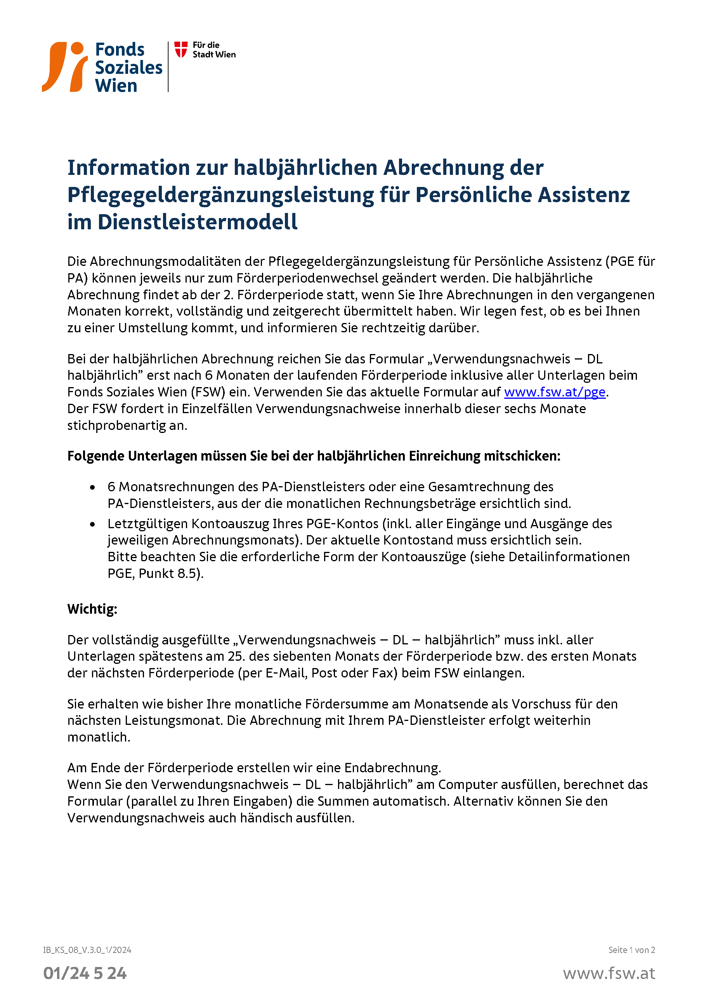 Fonds
Soziales
Wien
Für die
Stadt Wien
Information zur halbjährlichen Abrechnung der
Pflegegeldergänzungsleistung für Persönliche Assistenz
im Dienstleistermodell
Die Abrechnungsmodalitäten der Pflegegeldergänzungsleistung für Persönliche Assistenz (PGE für
PA) können jeweils nur zum Förderperiodenwechsel geändert werden. Die halbjährliche
Abrechnung findet ab der 2. Förderperiode statt, wenn Sie Ihre Abrechnungen in den vergangenen
Monaten korrekt, vollständig und zeitgerecht übermittelt haben. Wir legen fest, ob es bei Ihnen
zu einer Umstellung kommt, und informieren Sie rechtzeitig darüber.
Bei der halbjährlichen Abrechnung reichen Sie das Formular „Verwendungsnachweis – DL
halbjährlich” erst nach 6 Monaten der laufenden Förderperiode inklusive aller Unterlagen beim
Fonds Soziales Wien (FSW) ein. Verwenden Sie das aktuelle Formular auf www.fsw.at/pge.
Der FSW fordert in Einzelfällen Verwendungsnachweise innerhalb dieser sechs Monate
stichprobenartig an.
Folgende Unterlagen müssen Sie bei der halbjährlichen Einreichung mitschicken:
• 6 Monatsrechnungen des PA-Dienstleisters oder eine Gesamtrechnung des
PA-Dienstleisters, aus der die monatlichen Rechnungsbeträge ersichtlich sind.
• Letztgültigen Kontoauszug Ihres PGE-Kontos (inkl. aller Eingänge und Ausgänge des
jeweiligen Abrechnungsmonats). Der aktuelle Kontostand muss ersichtlich sein.
Bitte beachten Sie die erforderliche Form der Kontoauszüge (siehe Detailinformationen
PGE, Punkt 8.5).
Wichtig:
Der vollständig ausgefüllte „Verwendungsnachweis – DL – halbjährlich” muss inkl. aller
Unterlagen spätestens am 25. des siebenten Monats der Förderperiode bzw. des ersten Monats
der nächsten Förderperiode (per E-Mail, Post oder Fax) beim FSW einlangen.
Sie erhalten wie bisher Ihre monatliche Fördersumme am Monatsende als Vorschuss für den
nächsten Leistungsmonat. Die Abrechnung mit Ihrem PA-Dienstleister erfolgt weiterhin
monatlich.
Am Ende der Förderperiode erstellen wir eine Endabrechnung.
Wenn Sie den Verwendungsnachweis – DL – halbjährlich” am Computer ausfüllen, berechnet das
Formular (parallel zu Ihren Eingaben) die Summen automatisch. Alternativ können Sie den
Verwendungsnachweis auch händisch ausfüllen.
IB_KS_08_V.3.0_1/2024
Seite 1 von 2
01/24 5 24
www.fsw.at